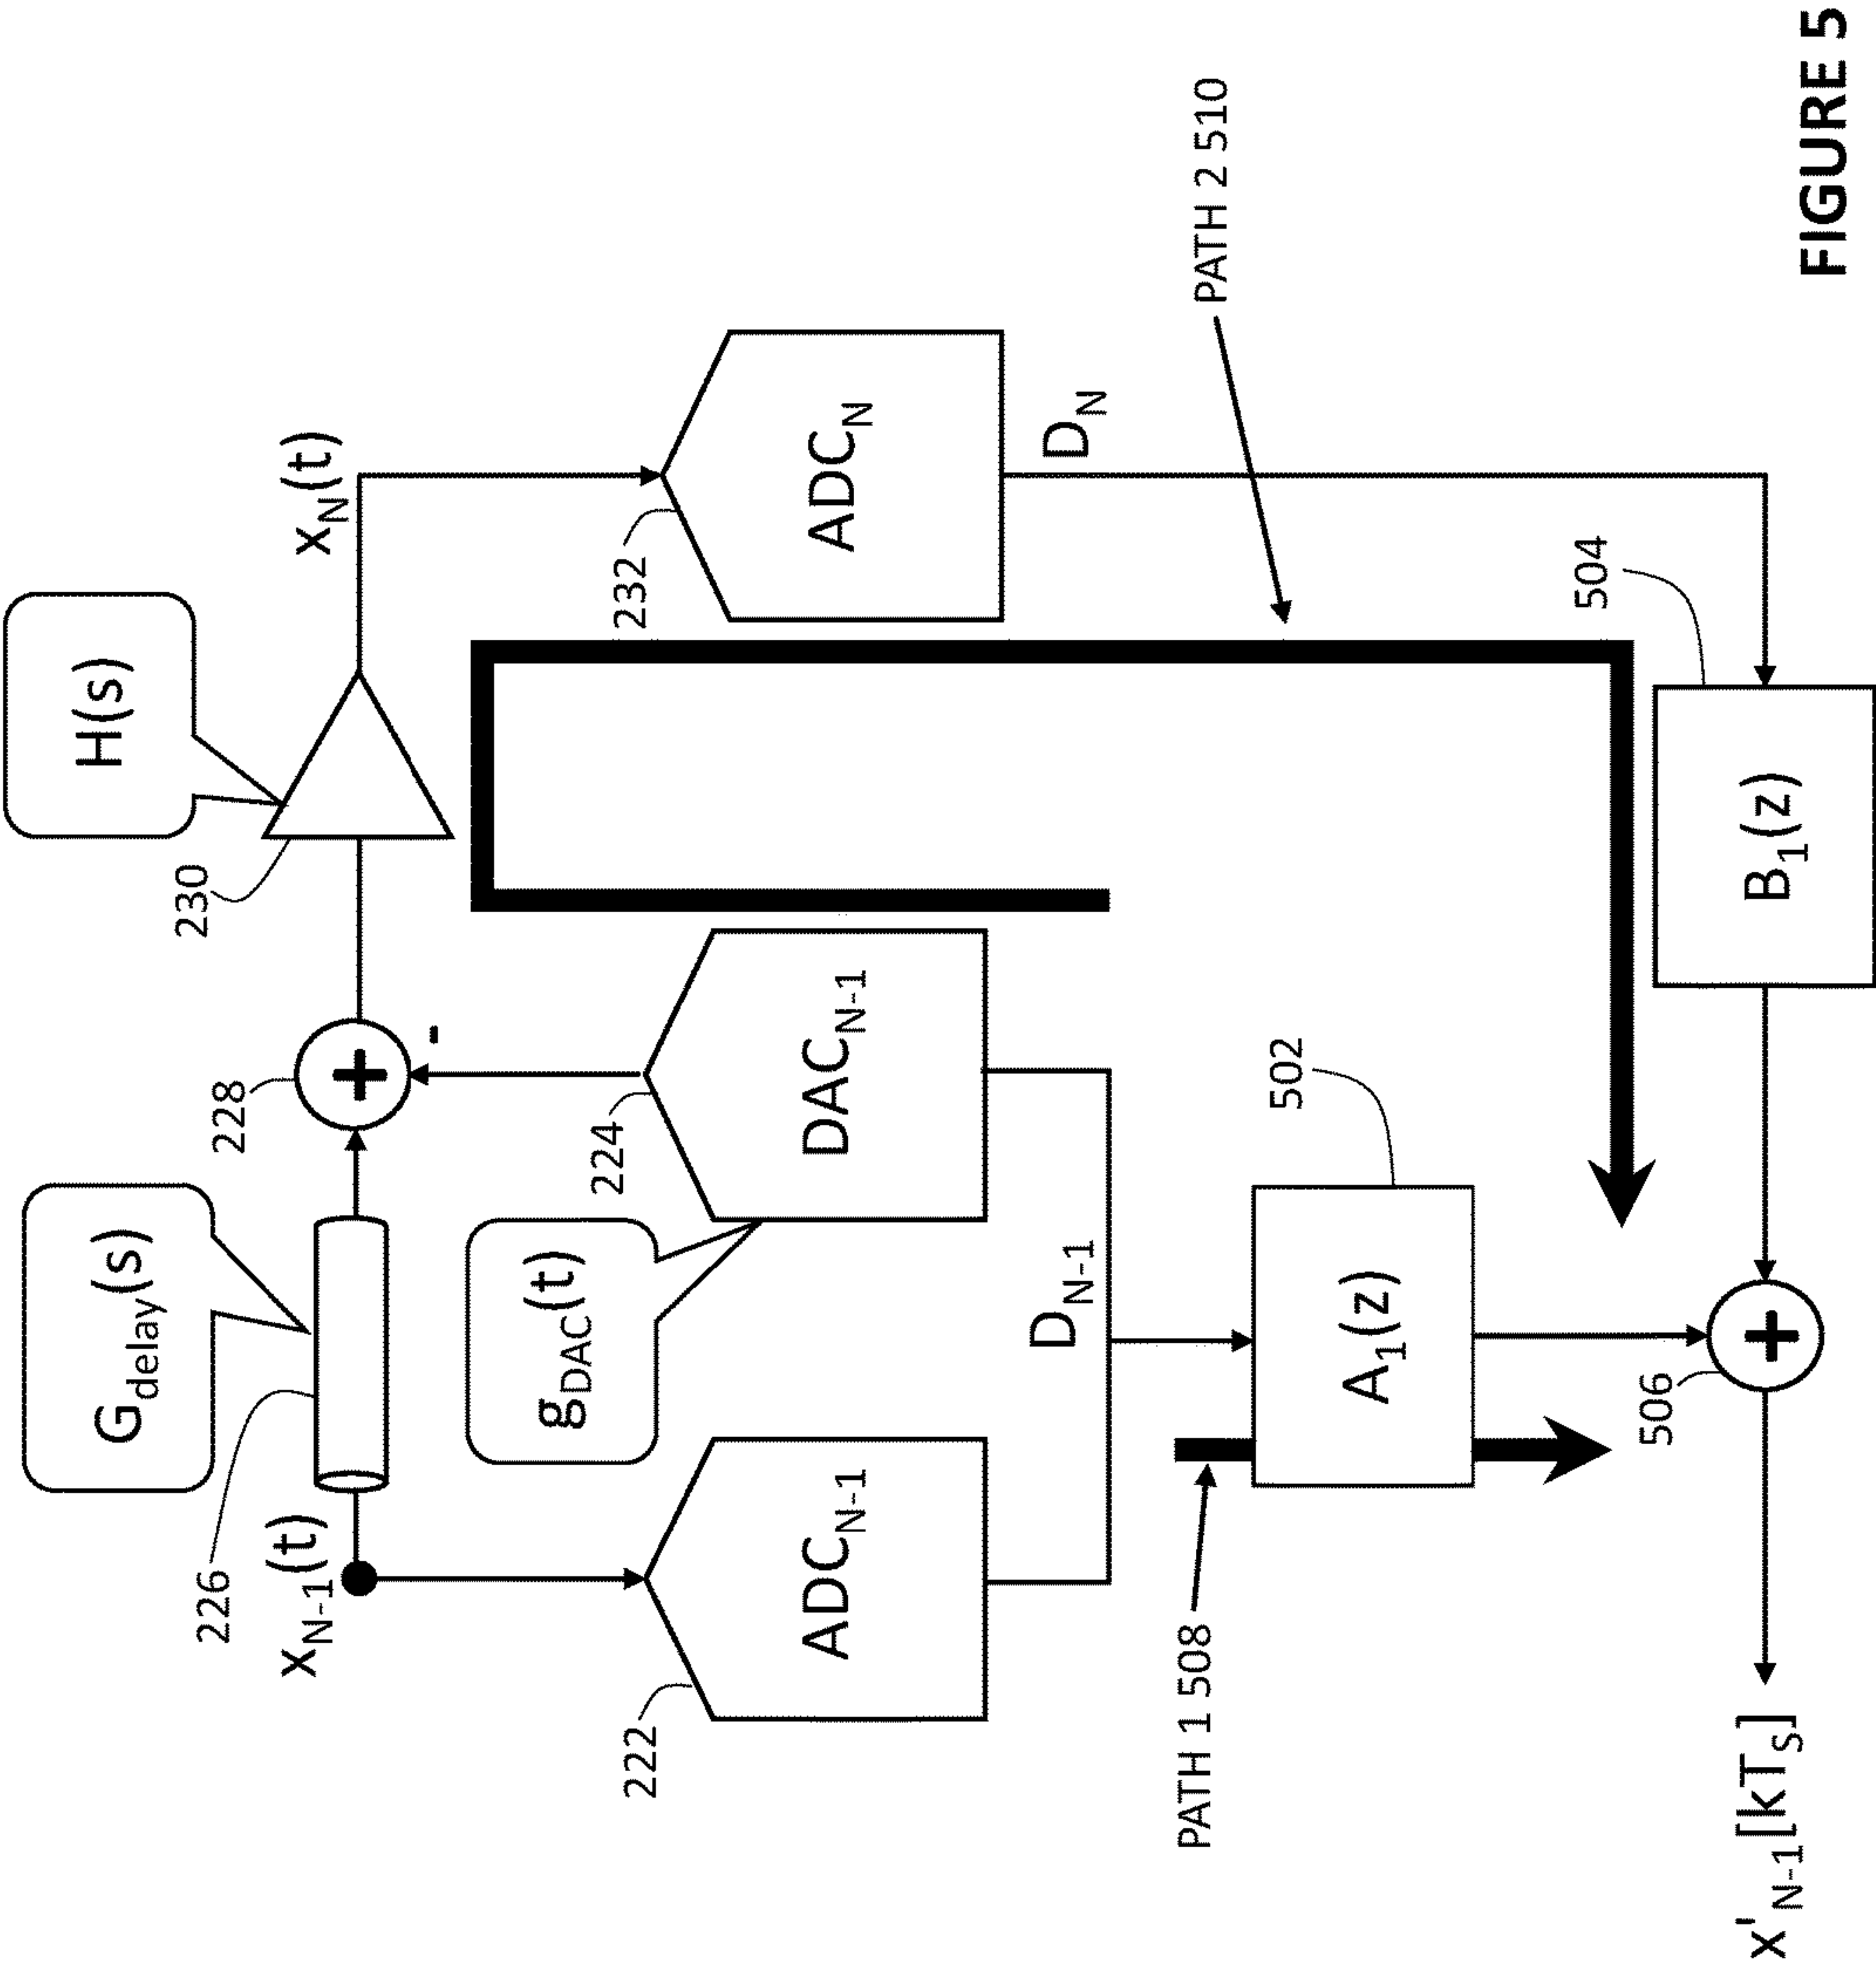 G_delay(s)
H(s)
226
228
230
x_N-1(t)
x_N(t)
g_DAC(t)
222
224
232
ADC_N-1
DAC_N-1
ADC_N
D_N-1
D_N
PATH 1 508
PATH 2 510
502
504
A_1(z)
B_1(z)
506
x'_N-1[kT_S]
+
+
-
FIGURE 5